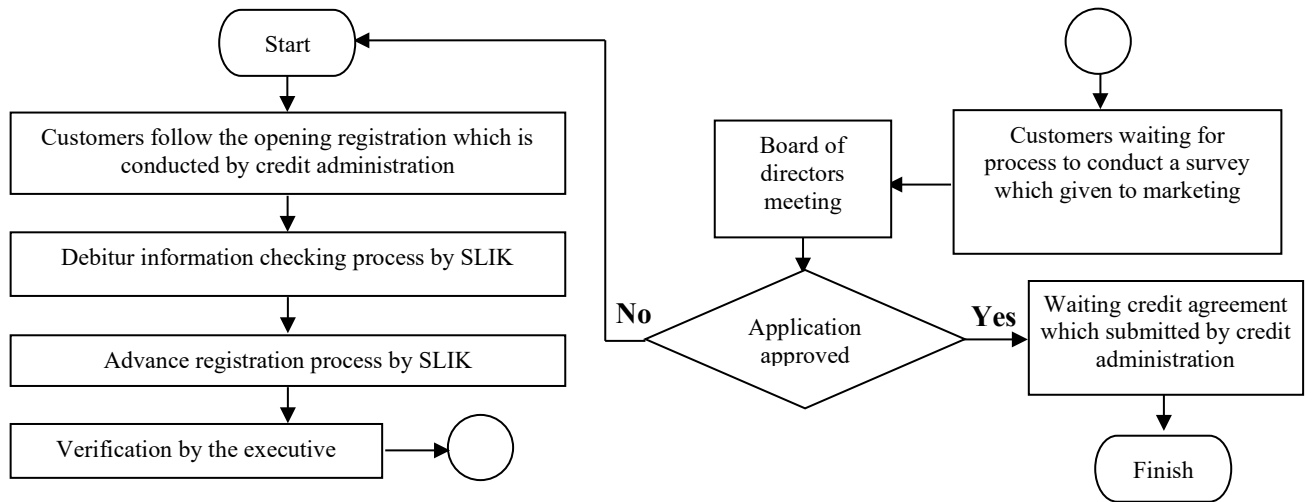 Start
Customers follow the opening registration which is
conducted by credit administration
Debitur information checking process by SLIK
Advance registration process by SLIK
Verification by the executive
Customers waiting for
process to conduct a survey
which given to marketing
Board of
directors
meeting
Application
approved
No
Yes
Waiting credit agreement
which submitted by credit
administration
Finish